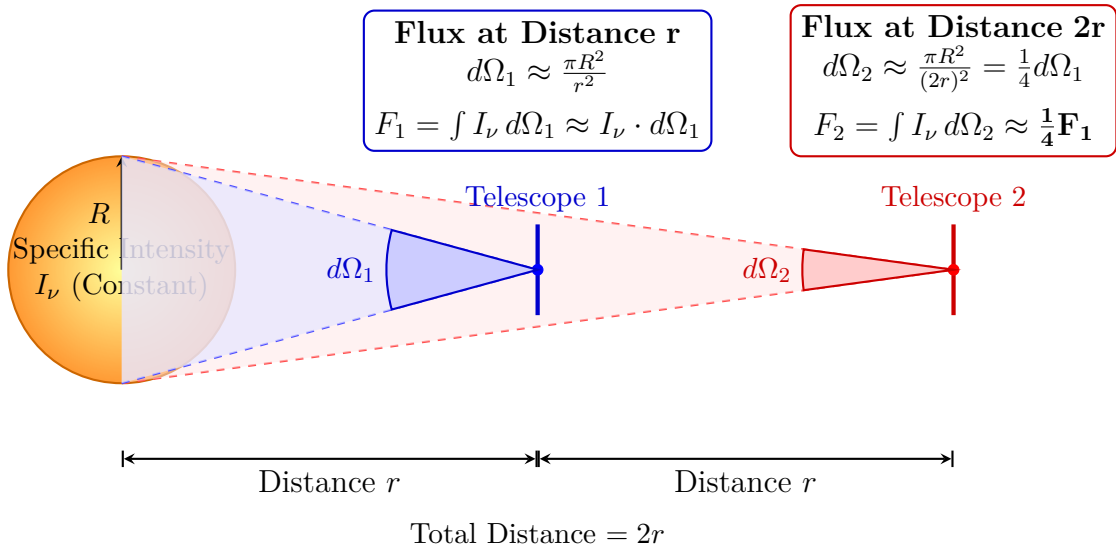 Flux at Distance r
dΩ₁ ≈ πR²/r²
F₁ = ∫ I_ν dΩ₁ ≈ I_ν · dΩ₁
Flux at Distance 2r
dΩ₂ ≈ πR²/(2r)² = 1/4 dΩ₁
F₂ = ∫ I_ν dΩ₂ ≈ 1/4 F₁
Telescope 1
Telescope 2
R
Specific Intensity
I_ν (Constant)
dΩ₁
dΩ₂
Distance r
Distance r
Total Distance = 2r